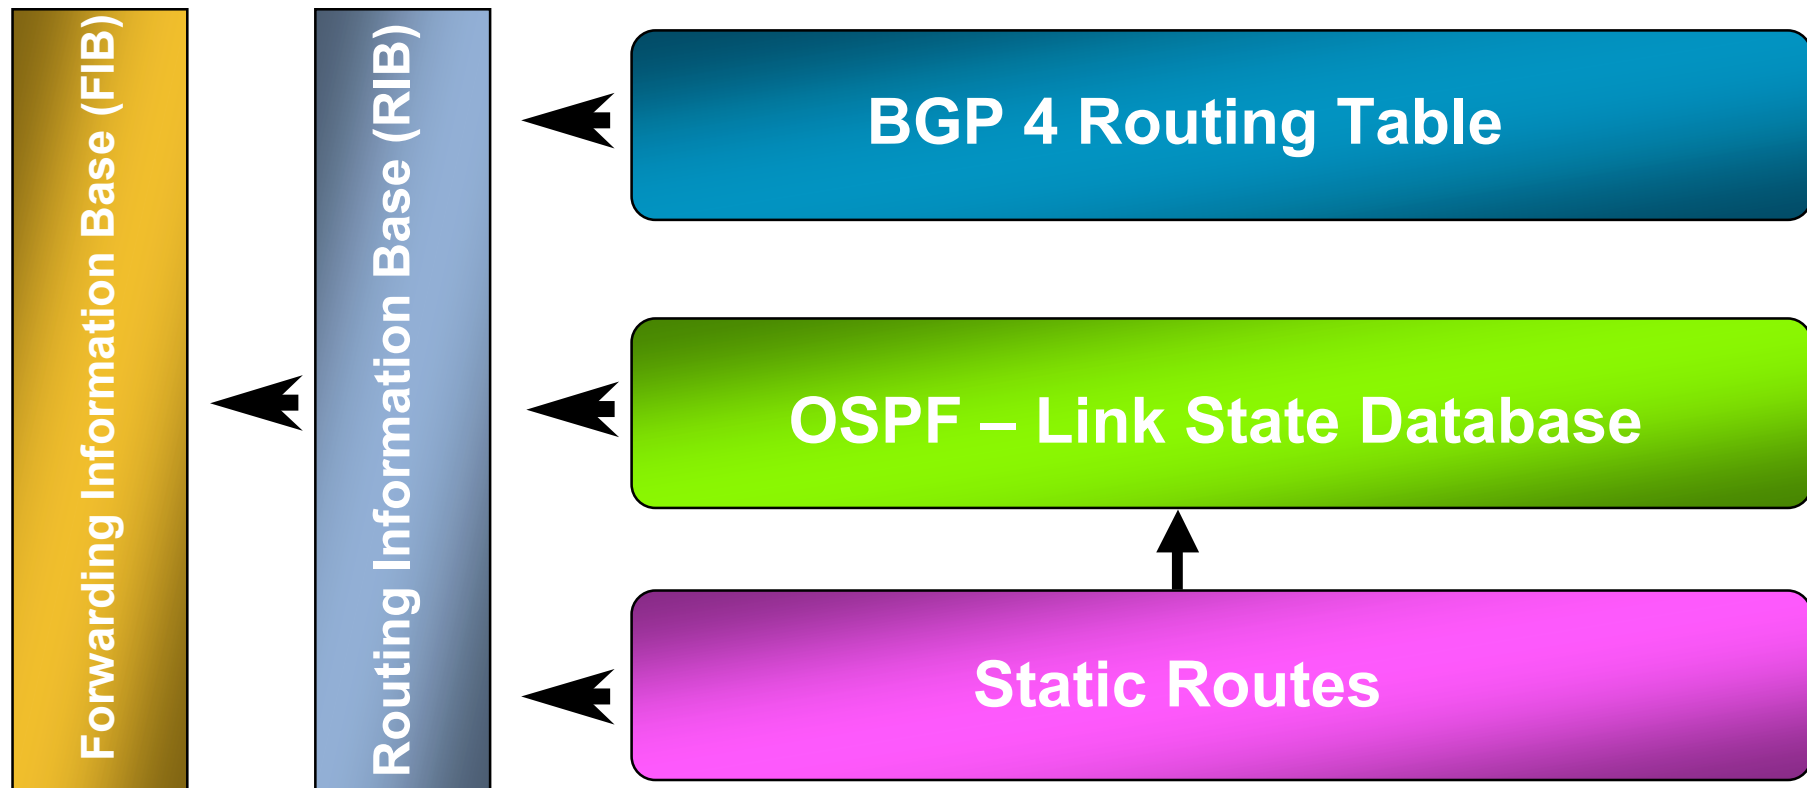 Forwarding Information Base (FIB)
Routing Information Base (RIB)
BGP 4 Routing Table
OSPF – Link State Database
Static Routes